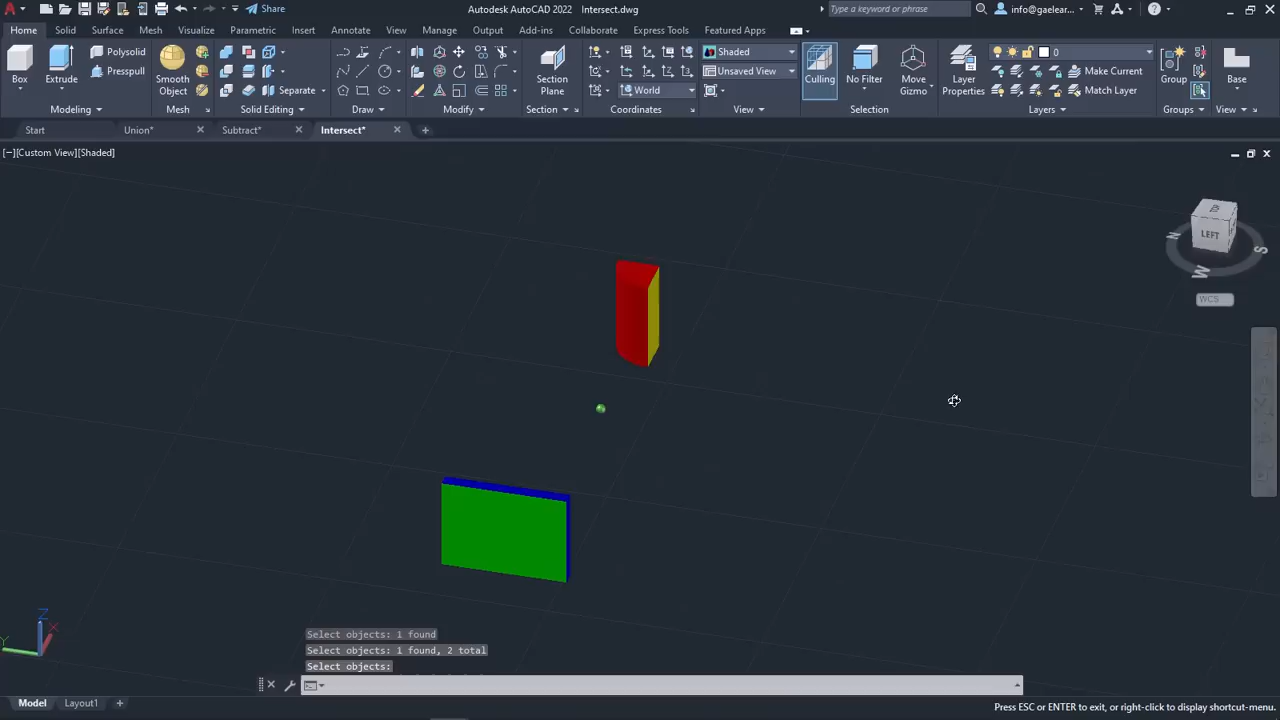 Share
Autodesk AutoCAD 2022 Intersect.dwg
Type a keyword or phrase
info@gaelear...
Home Solid Surface Mesh Visualize Parametric Insert Annotate View Manage Output Add-ins Collaborate Express Tools Featured Apps
Box
Extrude
Polysolid
Presspull
Smooth
Object
Separate
Section
Plane
World
Shaded
Unsaved View
Culling
No Filter
Move
Gizmo
Layer
Properties
0
Make Current
Match Layer
Group
Base
Modeling Mesh Solid Editing Draw Modify Section Coordinates View Selection Layers Groups View
Start Union* Subtract* Intersect*
[−][Custom View][Shaded]
LEFT
N
S
W
WCS
Z
X
Y
Select objects: 1 found
Select objects: 1 found, 2 total
Select objects:
Model Layout1
Press ESC or ENTER to exit, or right-click to display shortcut-menu.